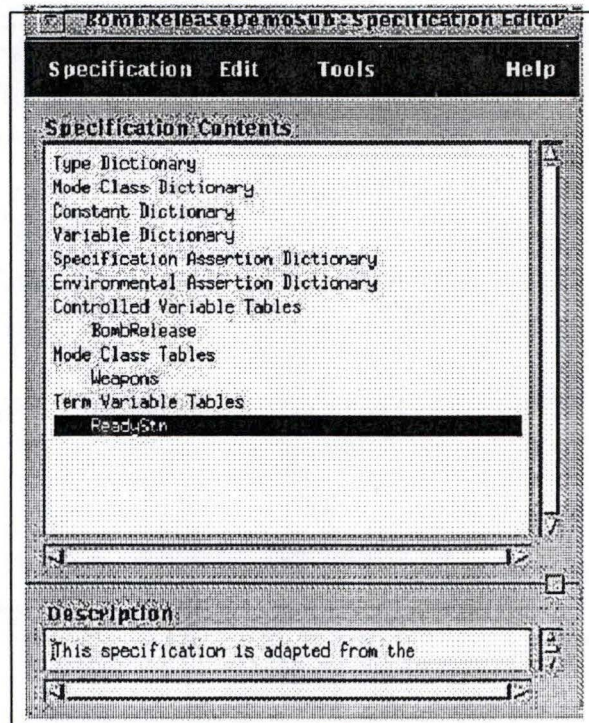 BombReleaseDemoSub : Specification Editor
Specification Edit Tools Help
Specification Contents
Type Dictionary
Mode Class Dictionary
Constant Dictionary
Variable Dictionary
Specification Assertion Dictionary
Environmental Assertion Dictionary
Controlled Variable Tables
BombRelease
Mode Class Tables
Weapons
Term Variable Tables
ReadyStn
Description
This specification is adapted from the